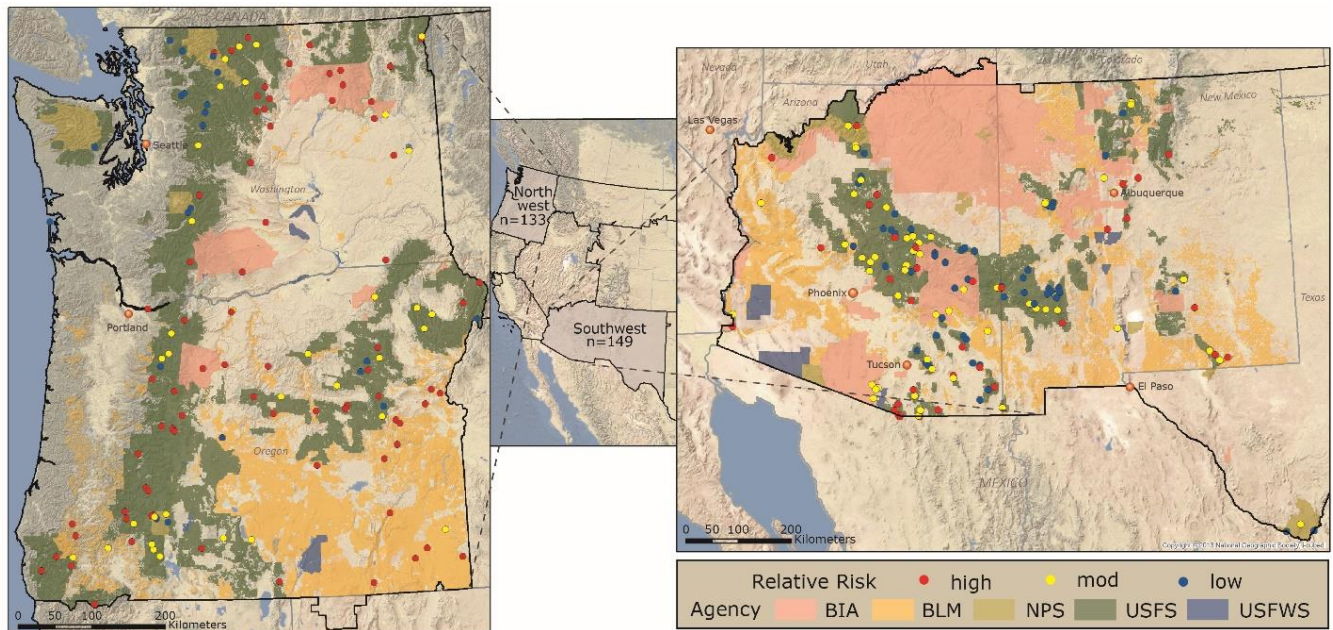 CANADA
Seattle
Washington
Portland
Oregon
0 50 100 200
Kilometers
North
west
n=133
Southwest
n=149
Nevada
Utah
Colorado
Las Vegas
Arizona
New Mexico
Albuquerque
Phoenix
Texas
Tucson
El Paso
MEXICO
0 50 100 200
Kilometers
Relative Risk high mod low
Agency BIA BLM NPS USFS USFWS